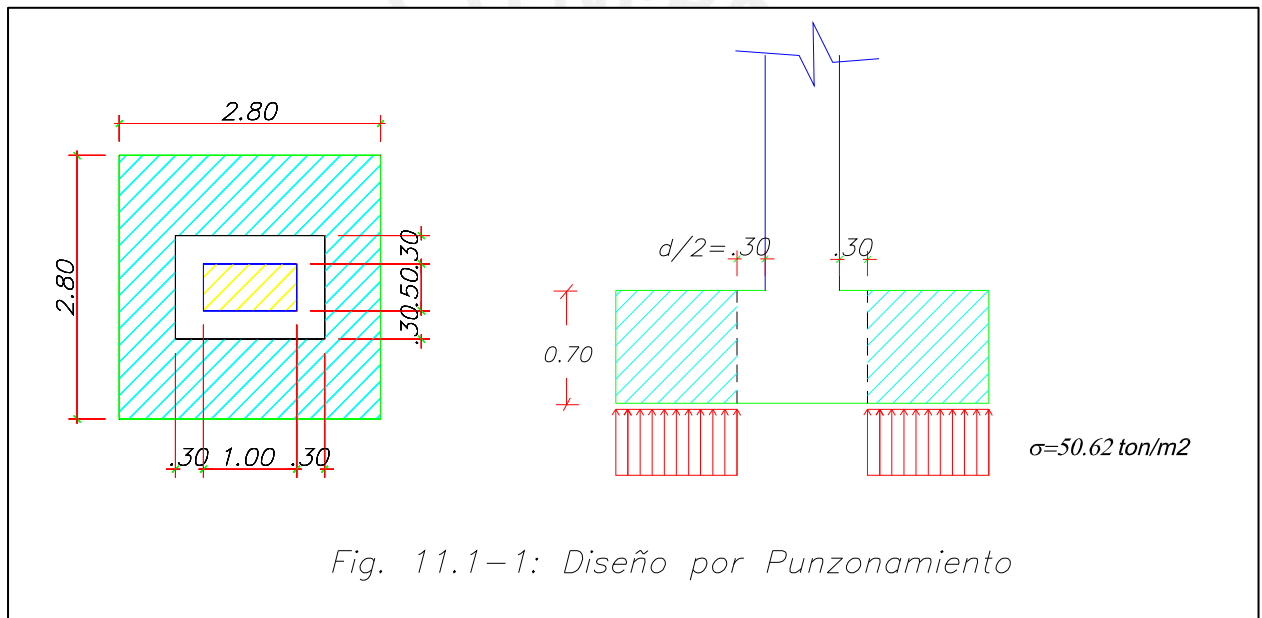 2.80
2.80
.30
.50
.30
.30 1.00 .30
d/2=.30
.30
0.70
σ=50.62 ton/m2
Fig. 11.1-1: Diseño por Punzonamiento